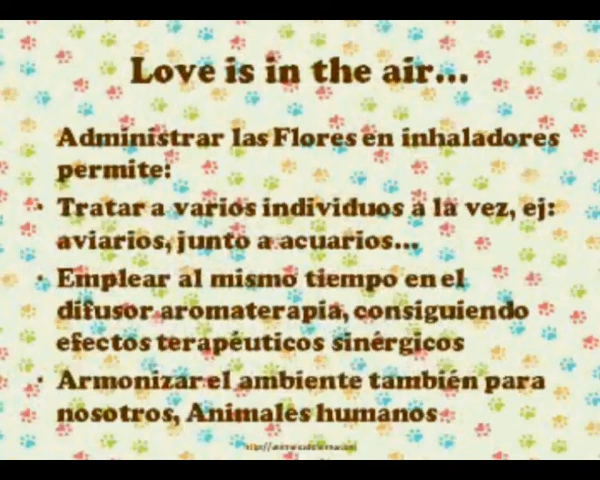 Love is in the air...
Administrar las Flores en inhaladores
permite:
• Tratar a varios individuos a la vez, ej:
aviarios, junto a acuarios...
• Emplear al mismo tiempo en el
difusor aromaterapia, consiguiendo
efectos terapéuticos sinérgicos
• Armonizar el ambiente también para
nosotros, Animales humanos